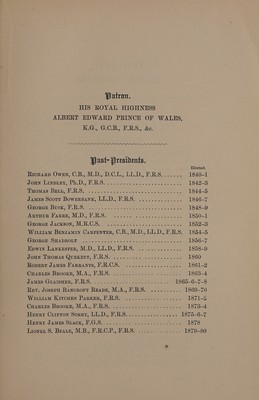 Patron.
HIS ROYAL HIGHNESS
ALBERT EDWARD PRINCE OF WALES,
K.G., G.C.B., F.R.S., &c.
Past-Presidents.
Elected.
RICHARD OWEN, C.B., M.D., D.C.L., LL.D., F.R.S....... 1840-1
JOHN LINDLEY, Ph.D., F.R.S. ........................ 1842-3
THOMAS BELL, F.R.S. ................................ 1844-5
JAMES SCOTT BOWERBANK, LL.D., F.R.S. ............... 1846-7
GEORGE BUSK, F.R.S. ................................ 1848-9
ARTHUR FARRE, M.D., F.R.S. ......................... 1850-1
GEORGE JACKSON, M.R.C.S. ........................... 1852-3
WILLIAM BENJAMIN CARPENTER, C.B., M.D., LL.D., F.R.S. 1854-5
GEORGE SHADBOLT .................................... 1856-7
EDWIN LANKESTER, M.D., LL.D., F.R.S. ............... 1858-9
JOHN THOMAS QUEKETT, F.R.S. ........................ 1860
ROBERT JAMES FARRANTS, F.R.C.S. .................... 1861-2
CHARLES BROOKE, M.A., F.R.S. ....................... 1863-4
JAMES GLAISHER, F.R.S. ....................... 1865-6-7-8
REV. JOSEPH BANCROFT READE, M.A., F.R.S. ........... 1869-70
WILLIAM KITCHEN PARKER, F.R.S. ..................... 1871-2
CHARLES BROOKE, M.A., F.R.S. ....................... 1873-4
HENRY CLIFTON SORBY, LL.D., F.R.S. ................. 1875-6-7
HENRY JAMES SLACK, F.G.S. .......................... 1878
LIONEL S. BEALE, M.B., F.R.C.P., F.R.S. ............ 1879-80